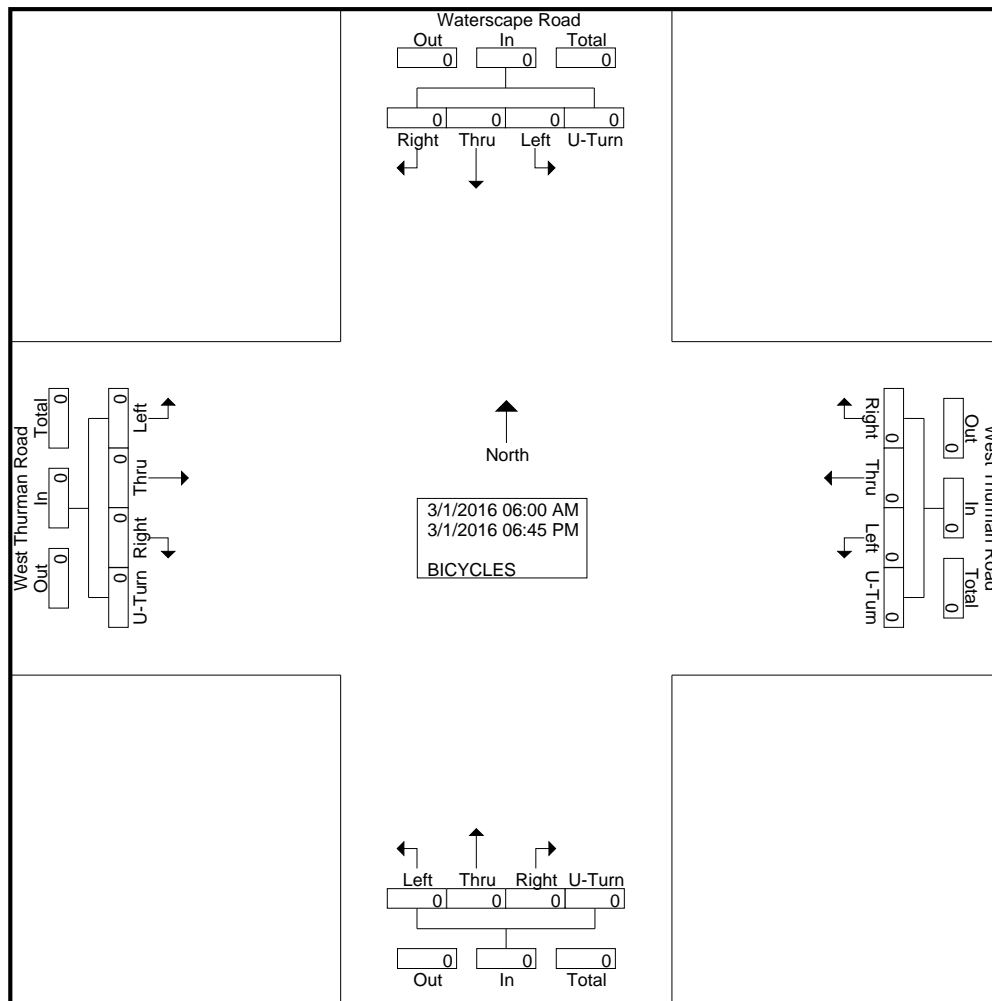 Waterscape Road
Out In Total
0 0 0
0 0 0 0
Right Thru Left U-Turn
West Thurman Road
Total In Out
0 0 0
0 0 0 0
Left Thru Right U-Turn
North
3/1/2016 06:00 AM
3/1/2016 06:45 PM
BICYCLES
West Thurman Road
Out In Total
0 0 0
0 0 0 0
Right Thru Left U-Turn
Left Thru Right U-Turn
0 0 0 0
0 0 0
Out In Total